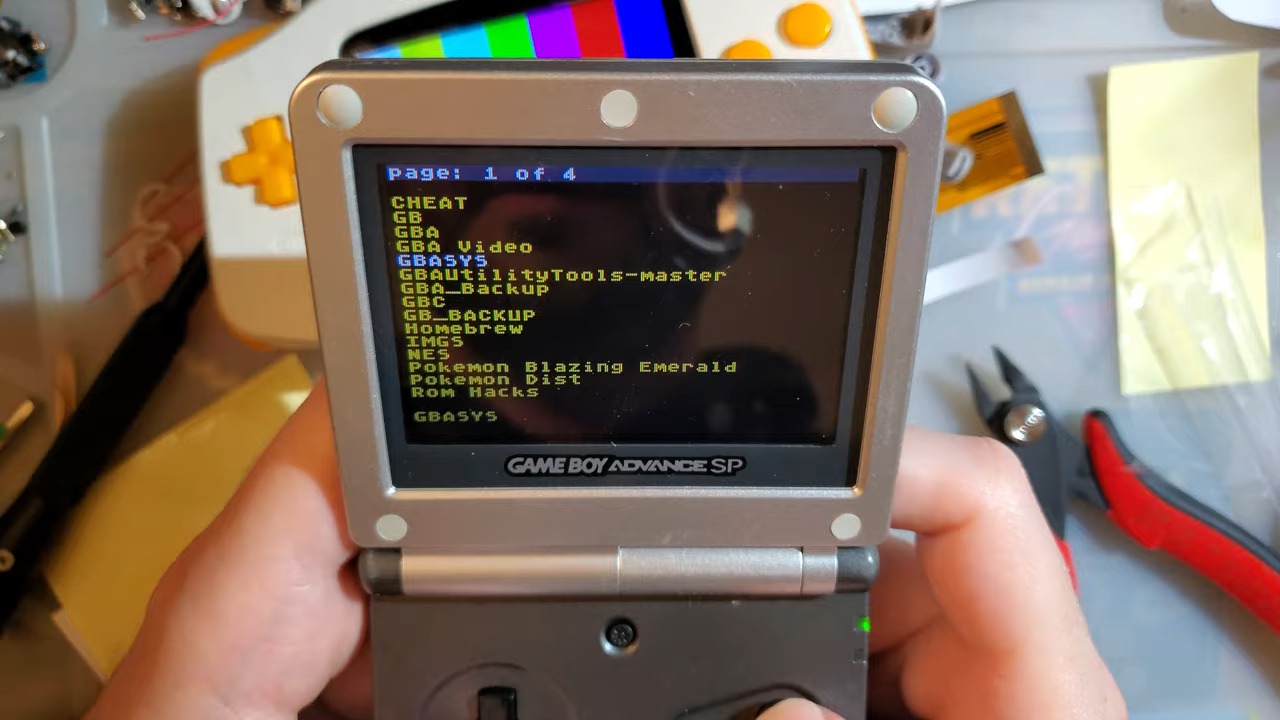 page: 1 of 4
CHEAT
GB
GBA
GBA Video
GBASYS
GBAUtilityTools-master
GBA_Backup
GBC
GB_BACKUP
Homebrew
IMGS
NES
Pokemon Blazing Emerald
Pokemon Dist
Rom Hacks
GBASYS
GAME BOY ADVANCE SP